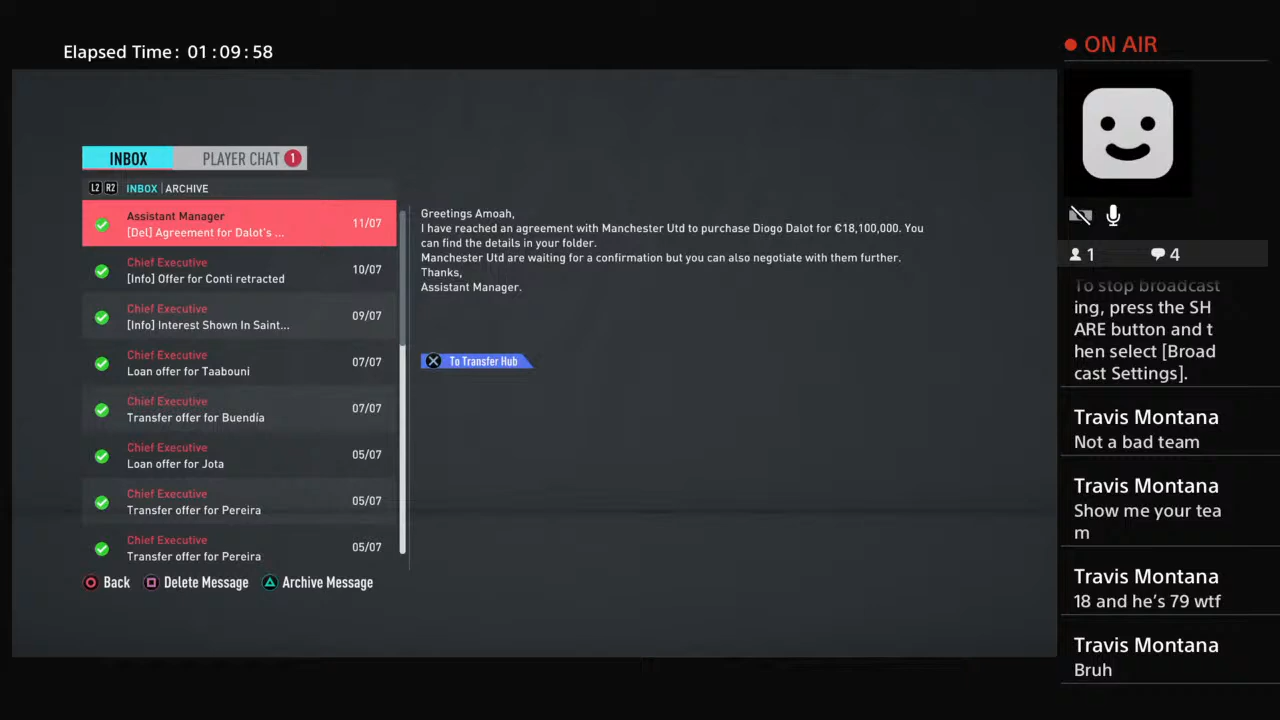 Elapsed Time: 01:09:58
ON AIR
INBOX
PLAYER CHAT 1
L2 R2 INBOX | ARCHIVE
Assistant Manager
[Del] Agreement for Dalot's ...
11/07
Chief Executive
[Info] Offer for Conti retracted
10/07
Chief Executive
[Info] Interest Shown In Saint...
09/07
Chief Executive
Loan offer for Taabouni
07/07
Chief Executive
Transfer offer for Buendía
07/07
Chief Executive
Loan offer for Jota
05/07
Chief Executive
Transfer offer for Pereira
05/07
Chief Executive
Transfer offer for Pereira
05/07
Greetings Amoah,
I have reached an agreement with Manchester Utd to purchase Diogo Dalot for €18,100,000. You
can find the details in your folder.
Manchester Utd are waiting for a confirmation but you can also negotiate with them further.
Thanks,
Assistant Manager.
To Transfer Hub
Back Delete Message Archive Message
1 4
To stop broadcast
ing, press the SH
ARE button and t
hen select [Broad
cast Settings].
Travis Montana
Not a bad team
Travis Montana
Show me your tea
m
Travis Montana
18 and he's 79 wtf
Travis Montana
Bruh